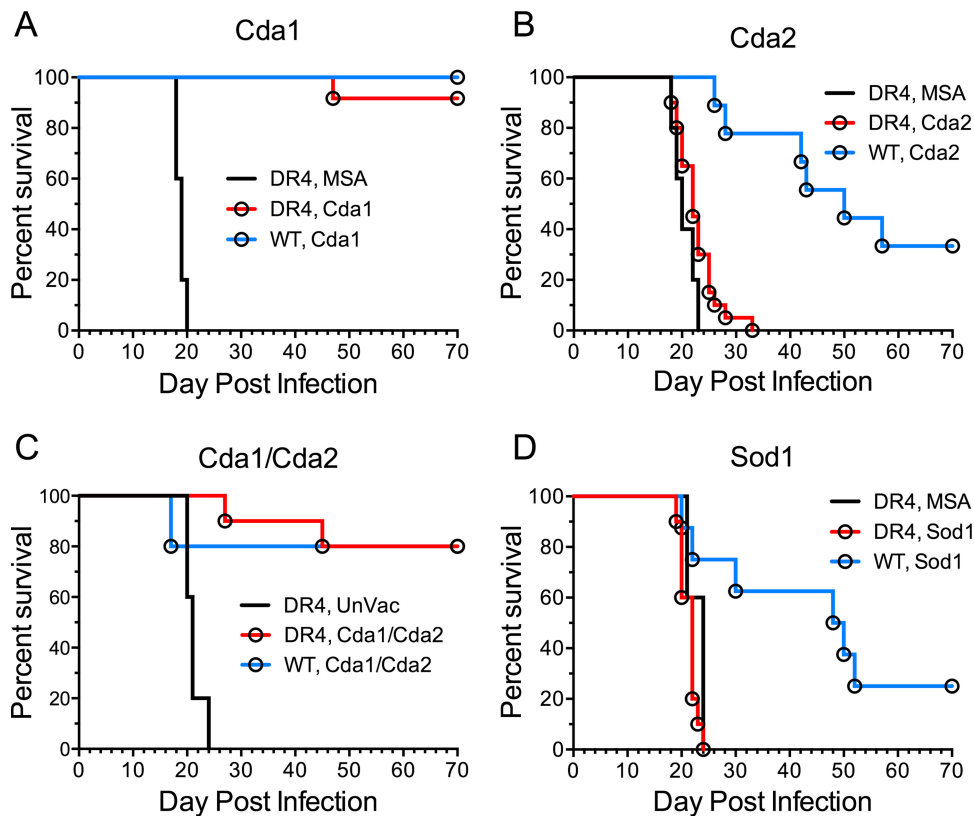 A
Cda1
Percent survival
100
80
60
40
20
0
DR4, MSA
DR4, Cda1
WT, Cda1
0 10 20 30 40 50 60 70
Day Post Infection
B
Cda2
Percent survival
100
80
60
40
20
0
DR4, MSA
DR4, Cda2
WT, Cda2
0 10 20 30 40 50 60 70
Day Post Infection
C
Cda1/Cda2
Percent survival
100
80
60
40
20
0
DR4, UnVac
DR4, Cda1/Cda2
WT, Cda1/Cda2
0 10 20 30 40 50 60 70
Day Post Infection
D
Sod1
Percent survival
100
80
60
40
20
0
DR4, MSA
DR4, Sod1
WT, Sod1
0 10 20 30 40 50 60 70
Day Post Infection